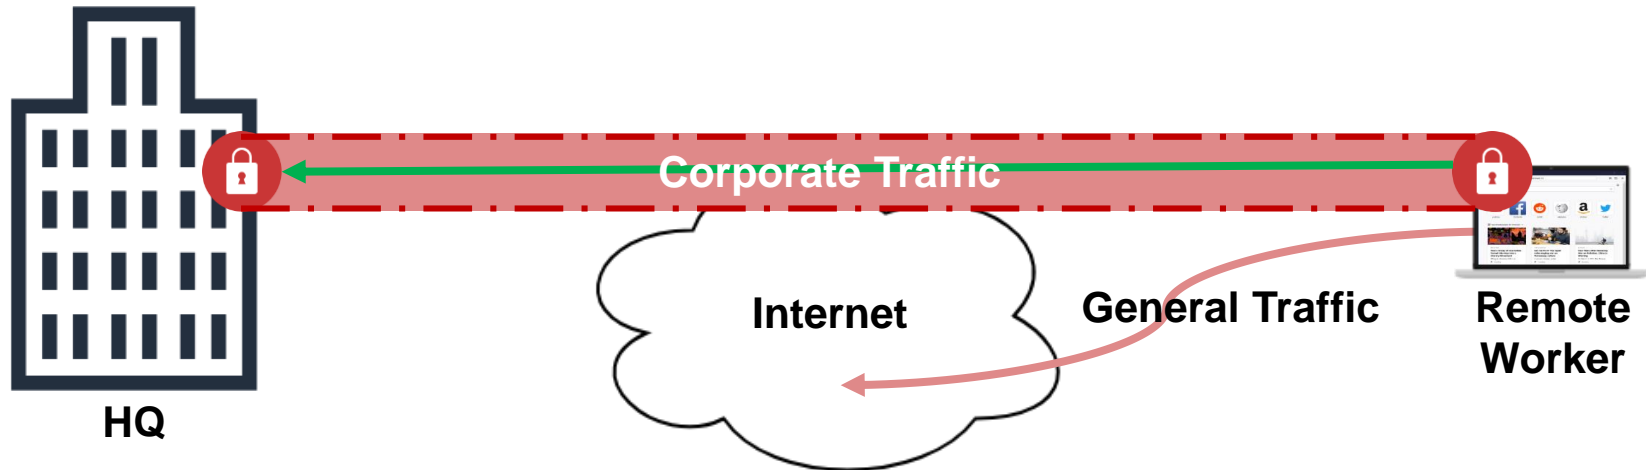 Corporate Traffic
Internet
General Traffic
Remote
Worker
HQ